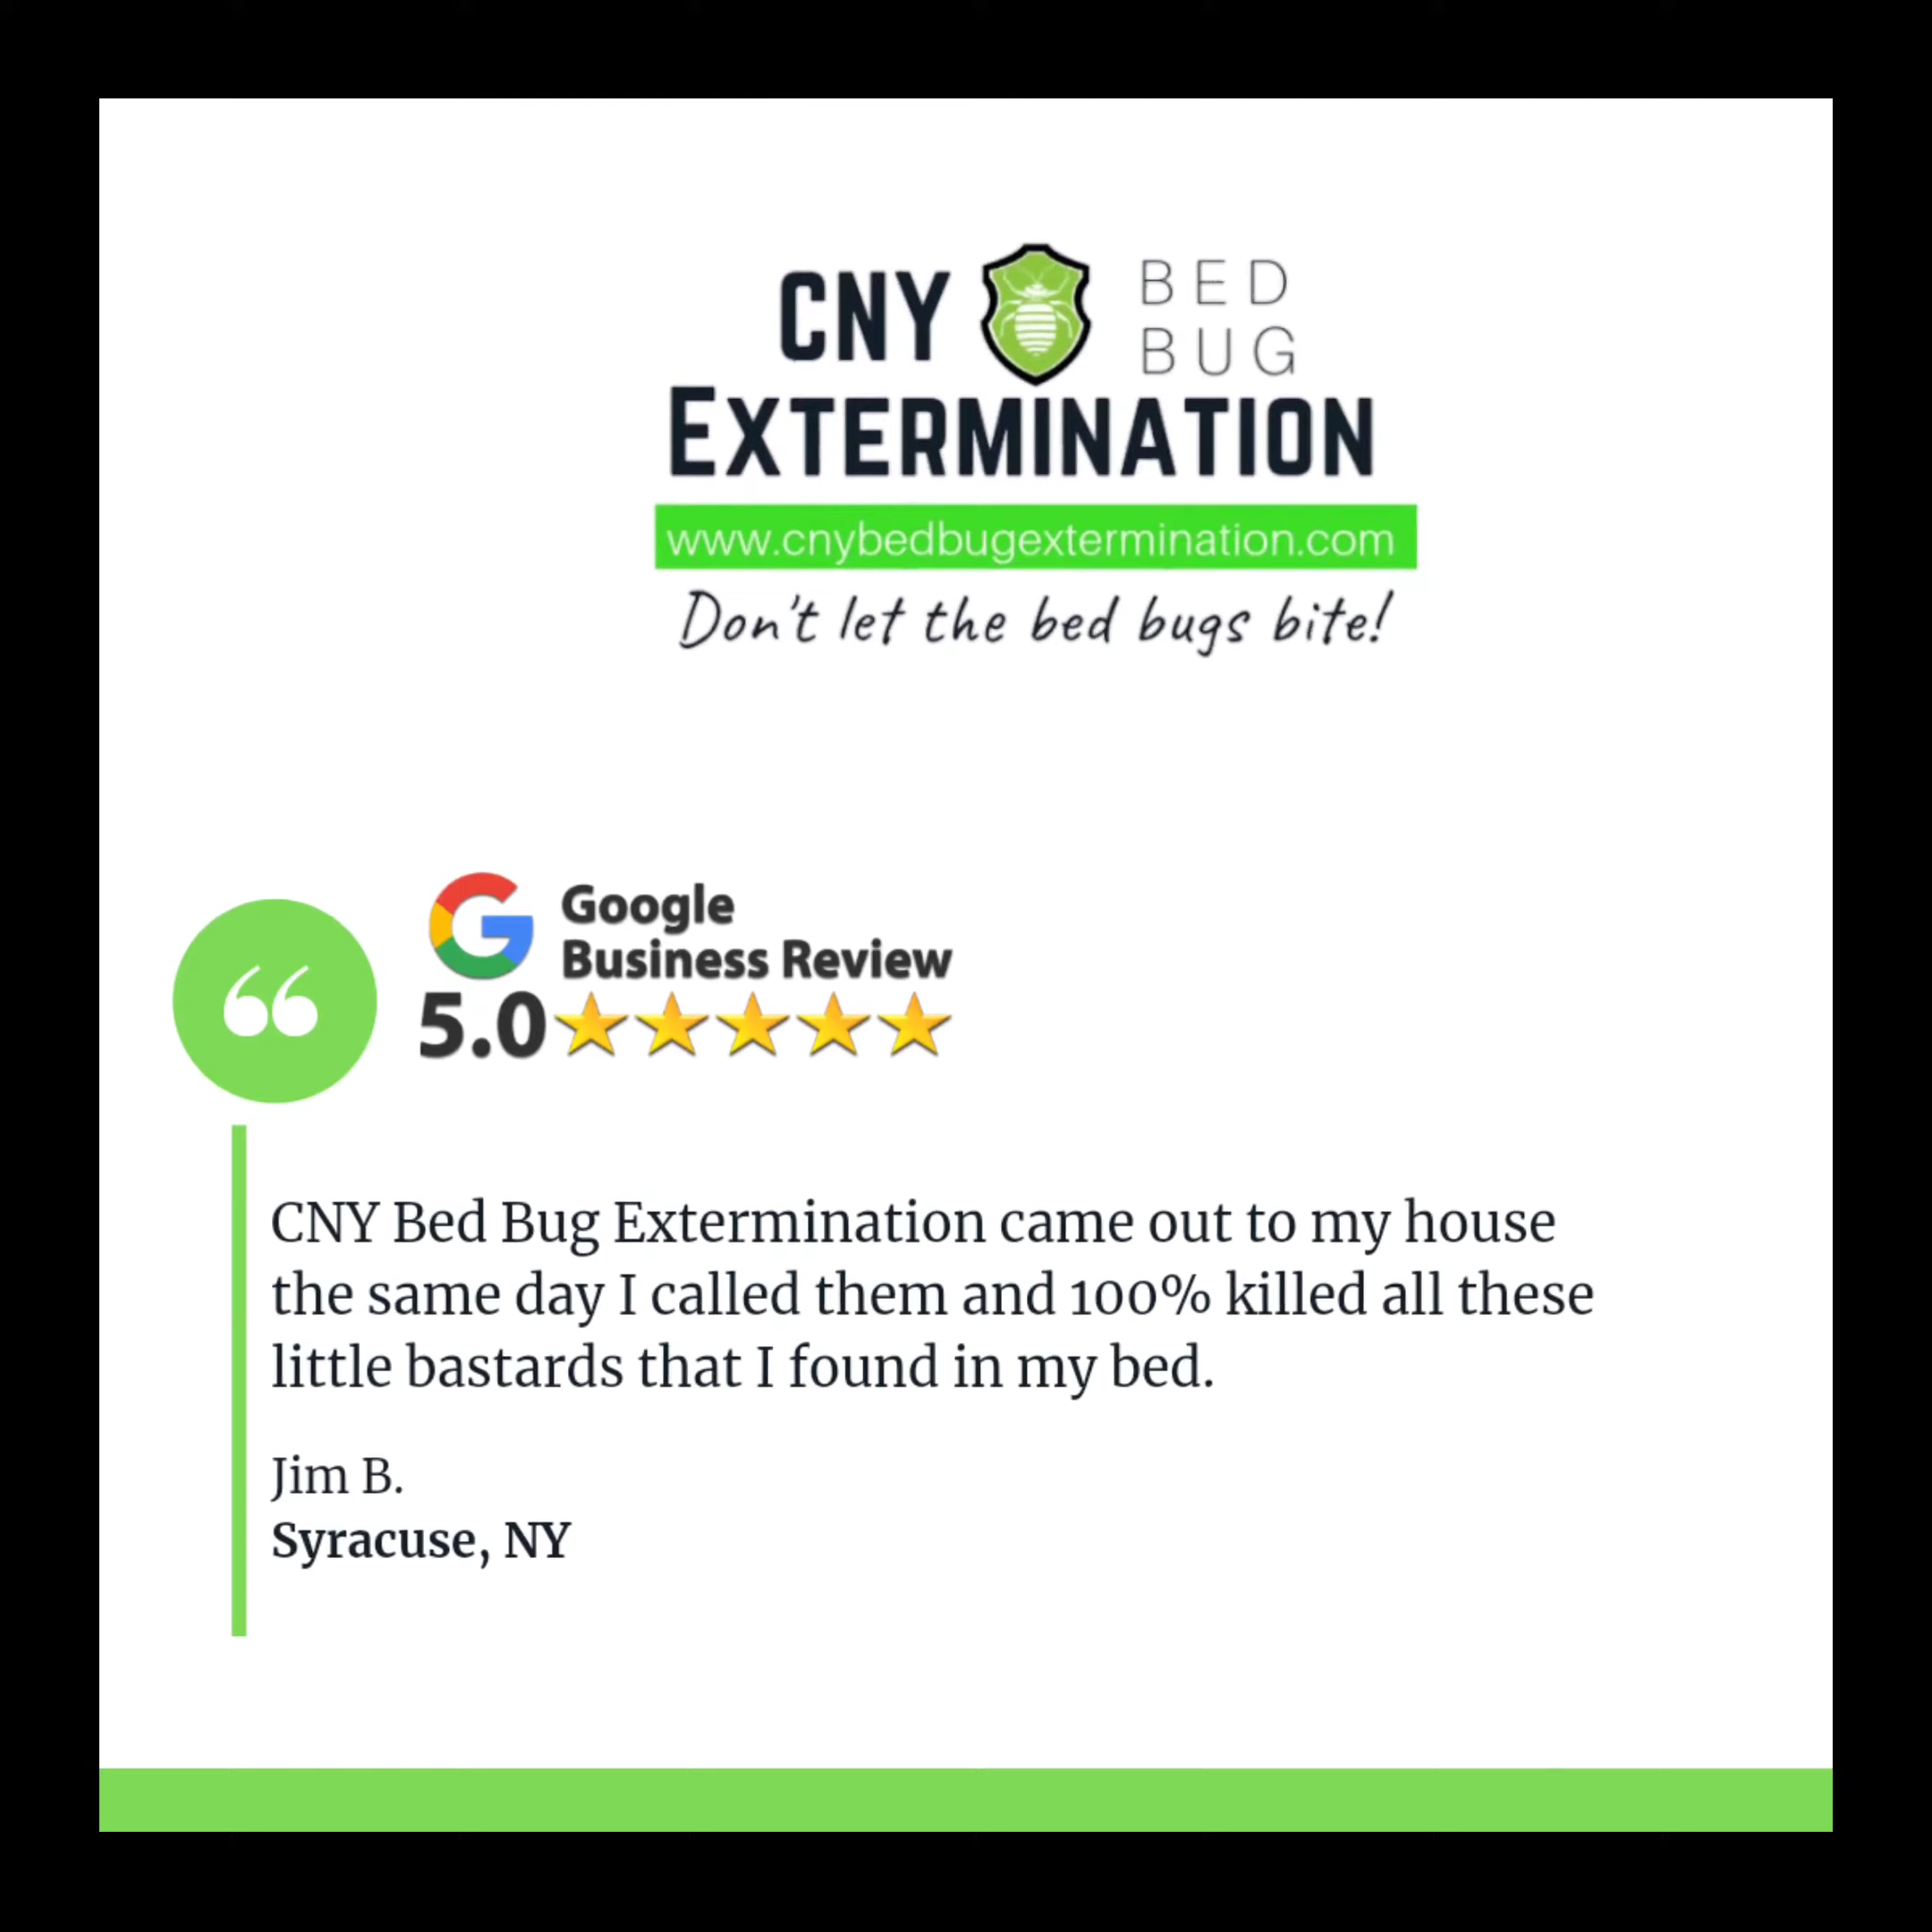 CNY BED BUG
EXTERMINATION
www.cnybedbugextermination.com
Don't let the bed bugs bite!
Google
Business Review
5.0
CNY Bed Bug Extermination came out to my house
the same day I called them and 100% killed all these
little bastards that I found in my bed.
Jim B.
Syracuse, NY